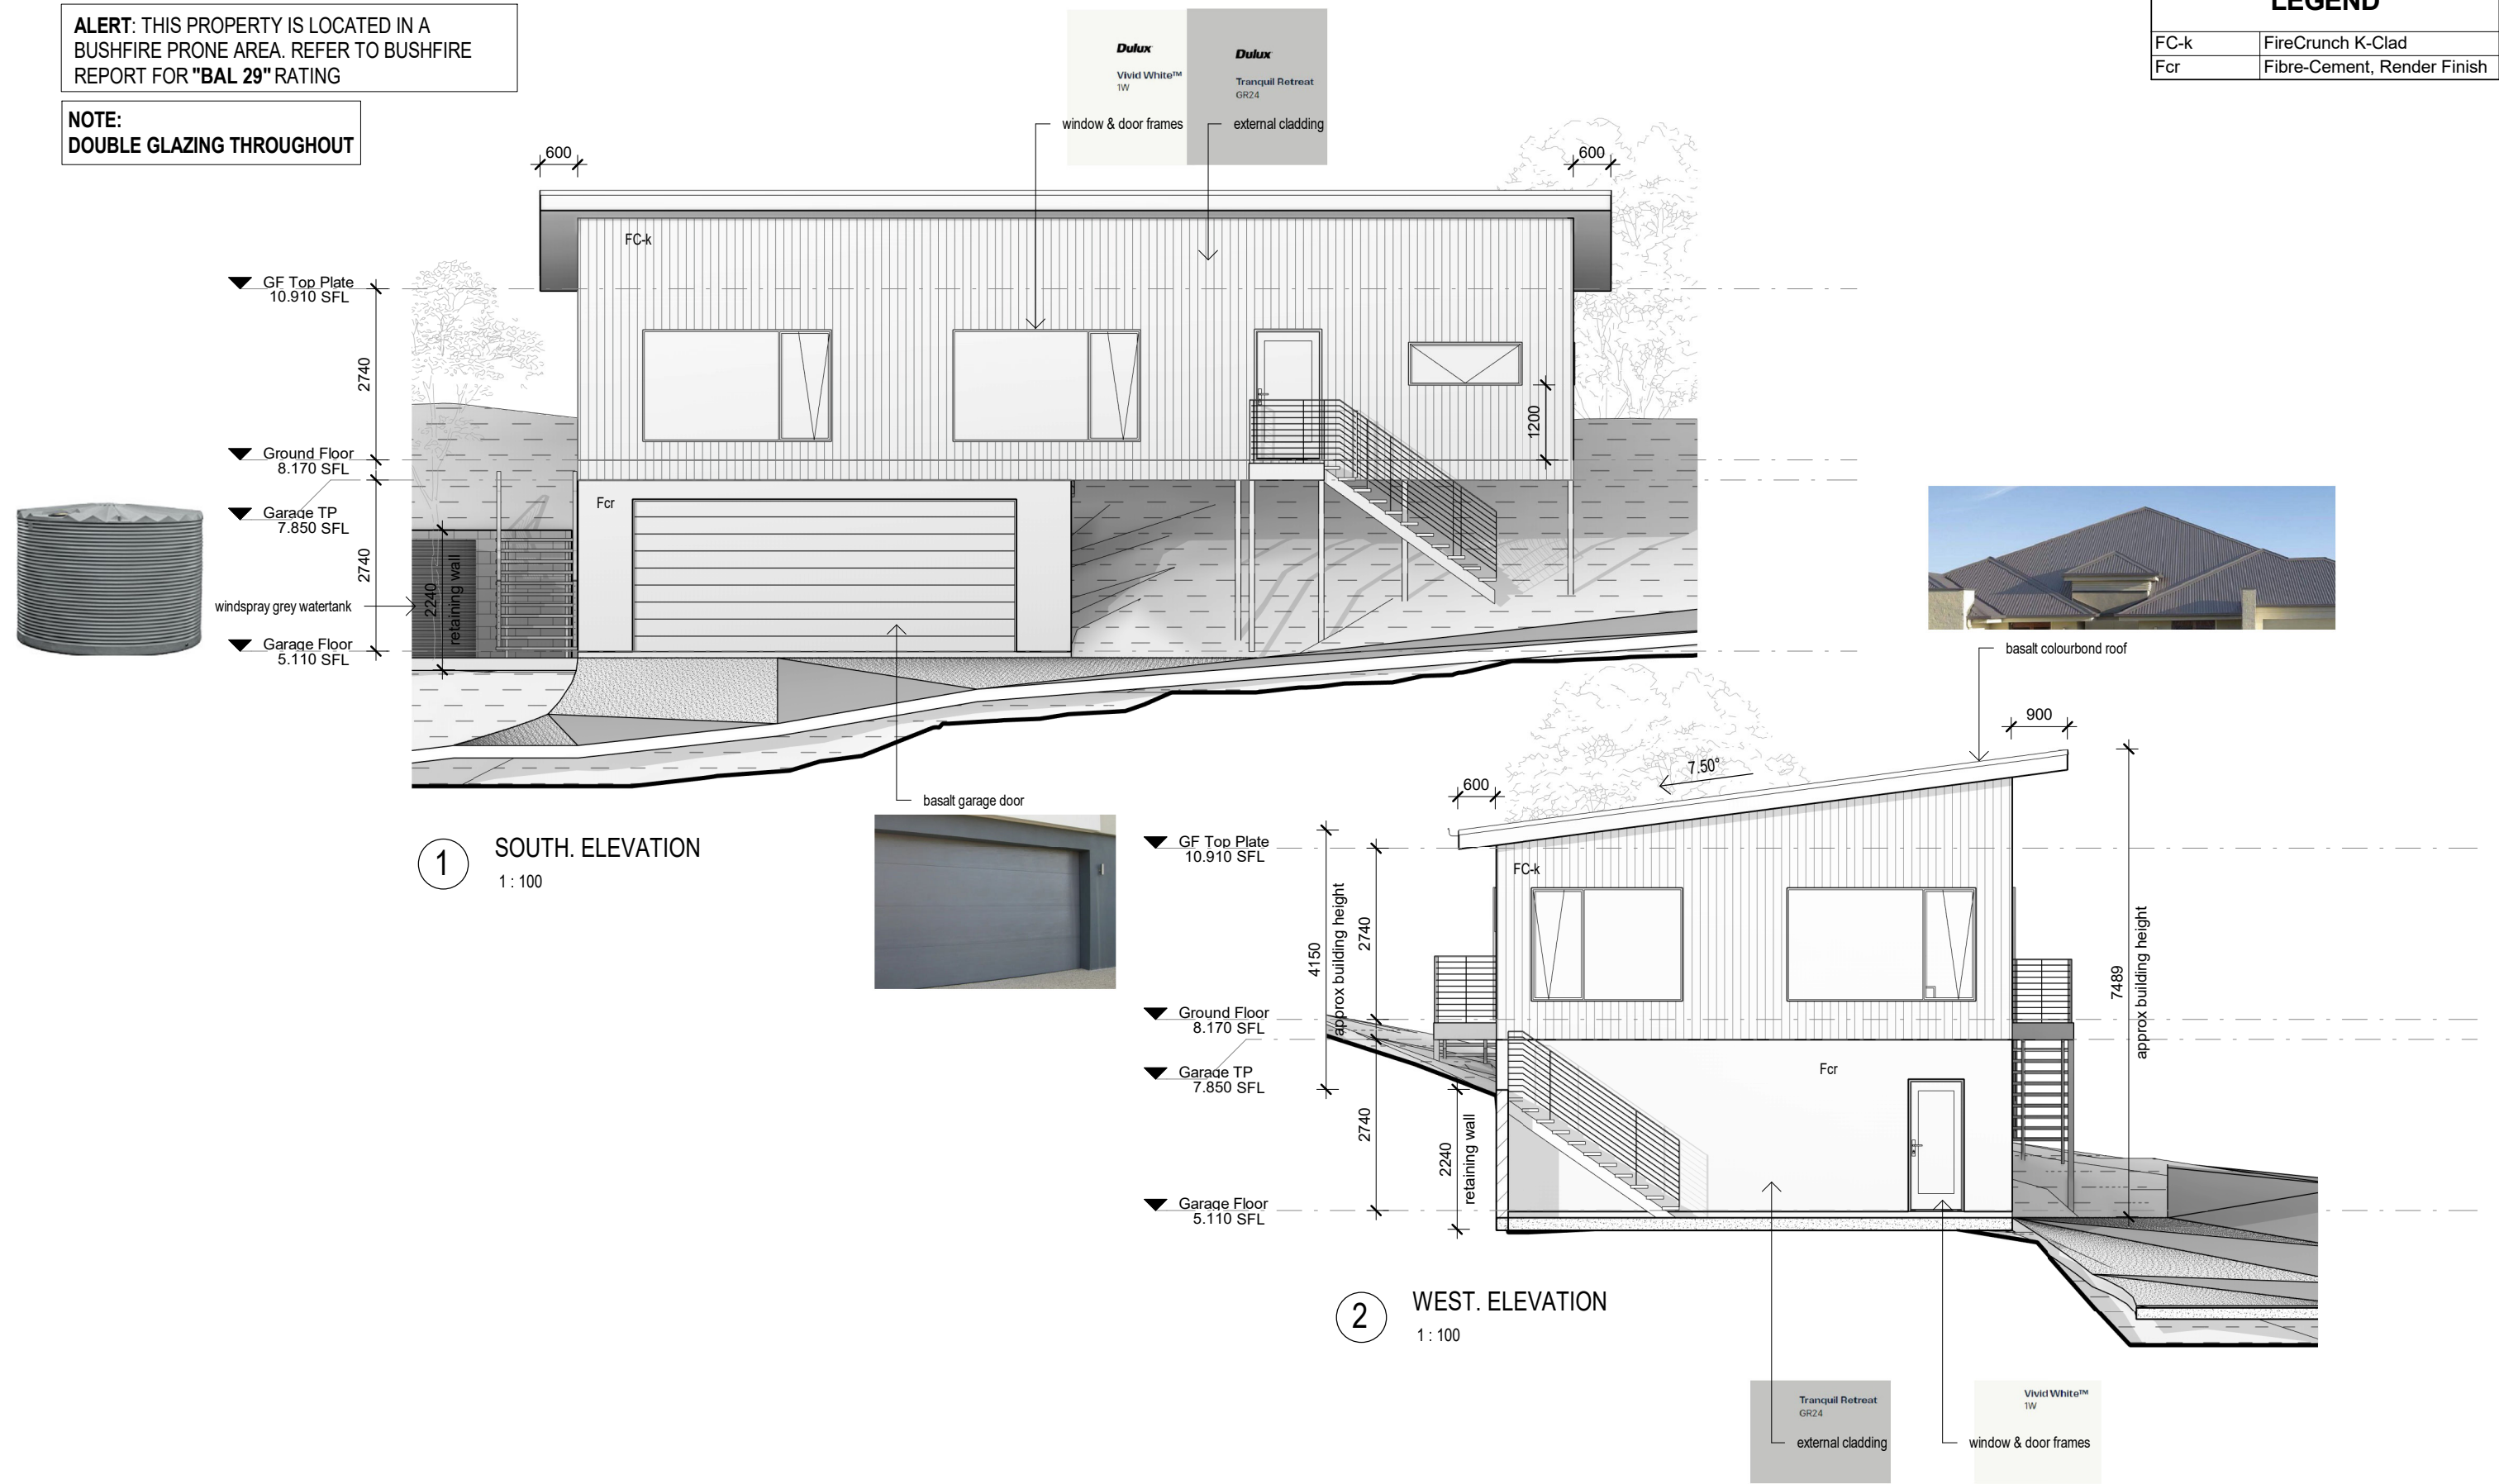 ALERT: THIS PROPERTY IS LOCATED IN A
BUSHFIRE PRONE AREA. REFER TO BUSHFIRE
REPORT FOR "BAL 29" RATING
NOTE:
DOUBLE GLAZING THROUGHOUT
Dulux
Vivid White™
1W
window & door frames
Dulux
Tranquil Retreat
GR24
external cladding
LEGEND
FC-k FireCrunch K-Clad
Fcr Fibre-Cement, Render Finish
600
600
FC-k
GF Top Plate
10.910 SFL
2740
Ground Floor
8.170 SFL
1200
Fcr
Garage TP
7.850 SFL
2740
2240
retaining wall
windspray grey watertank
Garage Floor
5.110 SFL
basalt garage door
1
SOUTH. ELEVATION
1 : 100
basalt colourbond roof
900
7.50°
600
GF Top Plate
10.910 SFL
FC-k
4150
approx building height
2740
7489
approx building height
Ground Floor
8.170 SFL
Garage TP
7.850 SFL
Fcr
2740
2240
retaining wall
Garage Floor
5.110 SFL
2
WEST. ELEVATION
1 : 100
Tranquil Retreat
GR24
external cladding
Vivid White™
1W
window & door frames